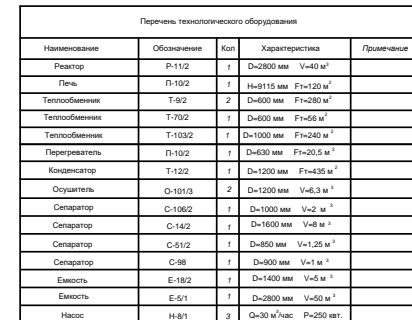 Перечень технологического оборудования
Наименование Обозначение Кол Характеристика Примечание
Реактор Р-11/2 1 D=2800 мм V=40 м³
Печь П-10/2 1 H=9115 мм Fт=120 м²
Теплообменник Т-9/2 2 D=600 мм Fт=280 м²
Теплообменник Т-70/2 1 D=600 мм Fт=56 м²
Теплообменник Т-103/2 1 D=1000 мм Fт=240 м²
Перегреватель П-10/2 1 D=630 мм Fт=20,5 м²
Конденсатор Т-12/2 1 D=1200 мм Fт=435 м²
Осушитель О-101/3 2 D=1200 мм V=6,3 м³
Сепаратор С-106/2 1 D=1000 мм V=2 м³
Сепаратор С-14/2 1 D=1600 мм V=8 м³
Сепаратор С-51/2 1 D=850 мм V=1,25 м³
Сепаратор С-98 1 D=900 мм V=1 м³
Емкость Е-18/2 1 D=1400 мм V=5 м³
Емкость Е-5/1 1 D=2800 мм V=50 м³
Насос Н-8/1 3 Q=30 м³/час P=250 квт.